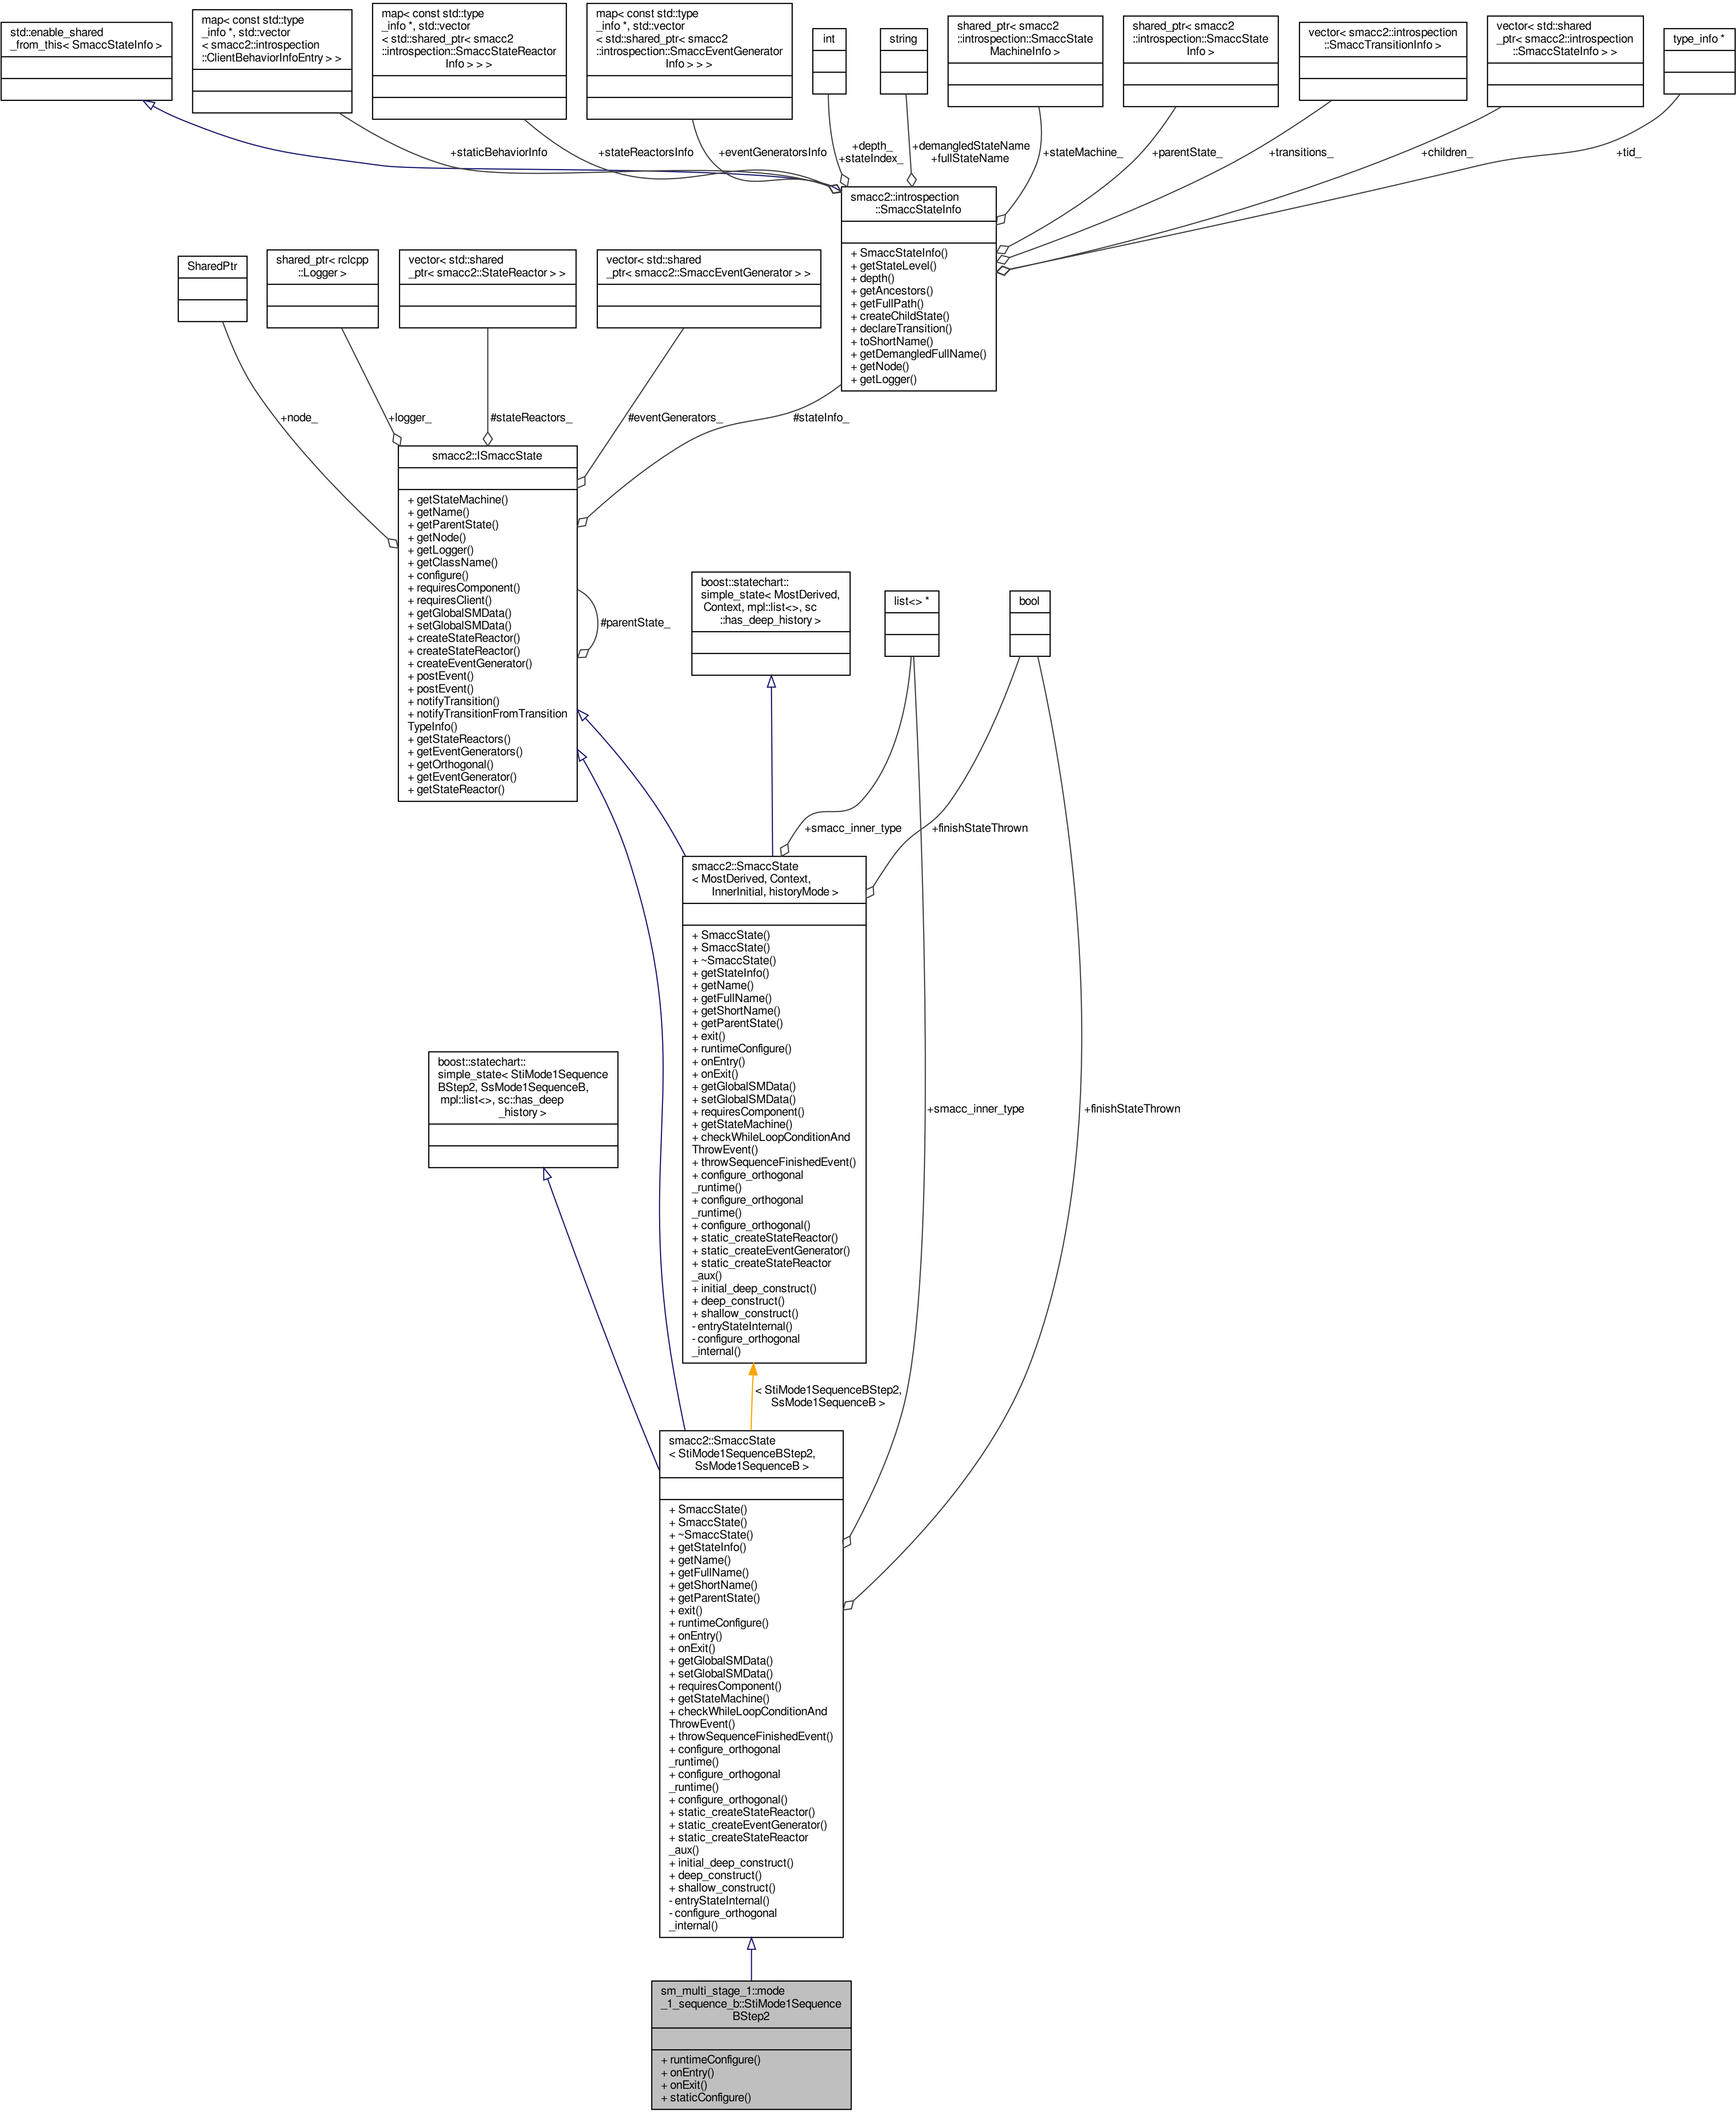 std::enable_shared
_from_this< SmaccStateInfo >
map< const std::type
_info *, std::vector
< smacc2::introspection
::ClientBehaviorInfoEntry > >
map< const std::type
_info *, std::vector
< std::shared_ptr< smacc2
::introspection::SmaccStateReactor
Info > > >
map< const std::type
_info *, std::vector
< std::shared_ptr< smacc2
::introspection::SmaccEventGenerator
Info > > >
int
string
shared_ptr< smacc2
::introspection::SmaccState
MachineInfo >
shared_ptr< smacc2
::introspection::SmaccState
Info >
vector< smacc2::introspection
::SmaccTransitionInfo >
vector< std::shared
_ptr< smacc2::introspection
::SmaccStateInfo > >
type_info *
+staticBehaviorInfo
+stateReactorsInfo
+eventGeneratorsInfo
+depth_
+stateIndex_
+demangledStateName
+fullStateName
+stateMachine_
+parentState_
+transitions_
+children_
+tid_
smacc2::introspection
::SmaccStateInfo
+ SmaccStateInfo()
+ getStateLevel()
+ depth()
+ getAncestors()
+ getFullPath()
+ createChildState()
+ declareTransition()
+ toShortName()
+ getDemangledFullName()
+ getNode()
+ getLogger()
SharedPtr
shared_ptr< rclcpp
::Logger >
vector< std::shared
_ptr< smacc2::StateReactor > >
vector< std::shared
_ptr< smacc2::SmaccEventGenerator > >
+node_
+logger_
#stateReactors_
#eventGenerators_
#stateInfo_
smacc2::ISmaccState
+ getStateMachine()
+ getName()
+ getParentState()
+ getNode()
+ getLogger()
+ getClassName()
+ configure()
+ requiresComponent()
+ requiresClient()
+ getGlobalSMData()
+ setGlobalSMData()
+ createStateReactor()
+ createStateReactor()
+ createEventGenerator()
+ postEvent()
+ postEvent()
+ notifyTransition()
+ notifyTransitionFromTransition
TypeInfo()
+ getStateReactors()
+ getEventGenerators()
+ getOrthogonal()
+ getEventGenerator()
+ getStateReactor()
#parentState_
boost::statechart::
simple_state< MostDerived,
Context, mpl::list<>, sc
::has_deep_history >
list<> *
bool
+smacc_inner_type
+finishStateThrown
smacc2::SmaccState
< MostDerived, Context,
InnerInitial, historyMode >
+ SmaccState()
+ SmaccState()
+ ~SmaccState()
+ getStateInfo()
+ getName()
+ getFullName()
+ getShortName()
+ getParentState()
+ exit()
+ runtimeConfigure()
+ onEntry()
+ onExit()
+ getGlobalSMData()
+ setGlobalSMData()
+ requiresComponent()
+ getStateMachine()
+ checkWhileLoopConditionAnd
ThrowEvent()
+ throwSequenceFinishedEvent()
+ configure_orthogonal
_runtime()
+ configure_orthogonal
_runtime()
+ configure_orthogonal()
+ static_createStateReactor()
+ static_createEventGenerator()
+ static_createStateReactor
_aux()
+ initial_deep_construct()
+ deep_construct()
+ shallow_construct()
- entryStateInternal()
- configure_orthogonal
_internal()
boost::statechart::
simple_state< StiMode1Sequence
BStep2, SsMode1SequenceB,
mpl::list<>, sc::has_deep
_history >
+smacc_inner_type
+finishStateThrown
< StiMode1SequenceBStep2,
SsMode1SequenceB >
smacc2::SmaccState
< StiMode1SequenceBStep2,
SsMode1SequenceB >
+ SmaccState()
+ SmaccState()
+ ~SmaccState()
+ getStateInfo()
+ getName()
+ getFullName()
+ getShortName()
+ getParentState()
+ exit()
+ runtimeConfigure()
+ onEntry()
+ onExit()
+ getGlobalSMData()
+ setGlobalSMData()
+ requiresComponent()
+ getStateMachine()
+ checkWhileLoopConditionAnd
ThrowEvent()
+ throwSequenceFinishedEvent()
+ configure_orthogonal
_runtime()
+ configure_orthogonal
_runtime()
+ configure_orthogonal()
+ static_createStateReactor()
+ static_createEventGenerator()
+ static_createStateReactor
_aux()
+ initial_deep_construct()
+ deep_construct()
+ shallow_construct()
- entryStateInternal()
- configure_orthogonal
_internal()
sm_multi_stage_1::mode
_1_sequence_b::StiMode1Sequence
BStep2
+ runtimeConfigure()
+ onEntry()
+ onExit()
+ staticConfigure()